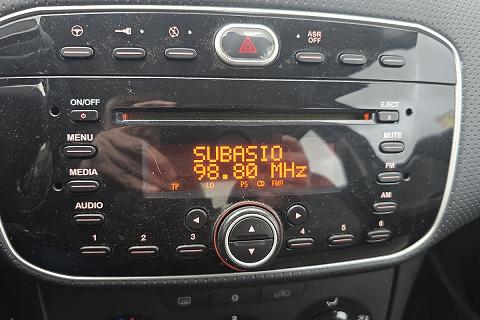 ASR
OFF
ON/OFF
EJECT
MENU
MUTE
SUBASIO
98.80 MHz
MEDIA
FM
TP LO PS CD FMA
AUDIO
AM
1 2 3 4 5 6